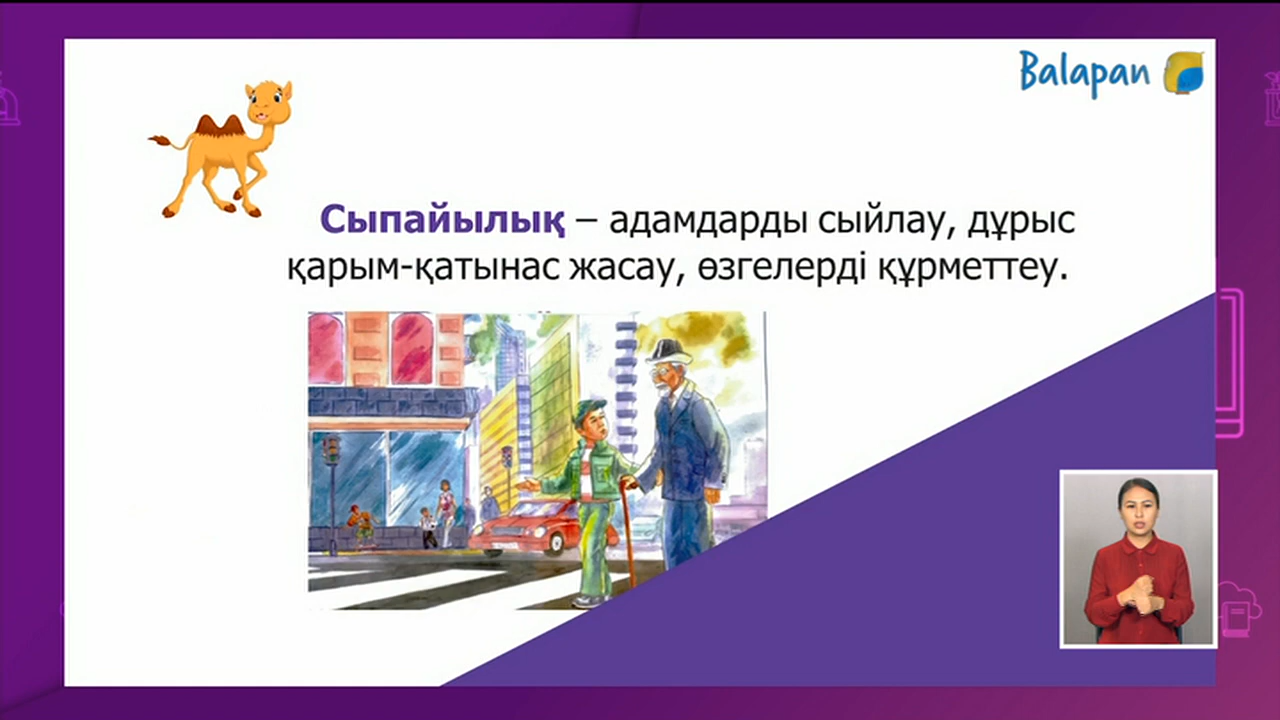 Balapan
Сыпайылық – адамдарды сыйлау, дұрыс
қарым-қатынас жасау, өзгелерді құрметтеу.